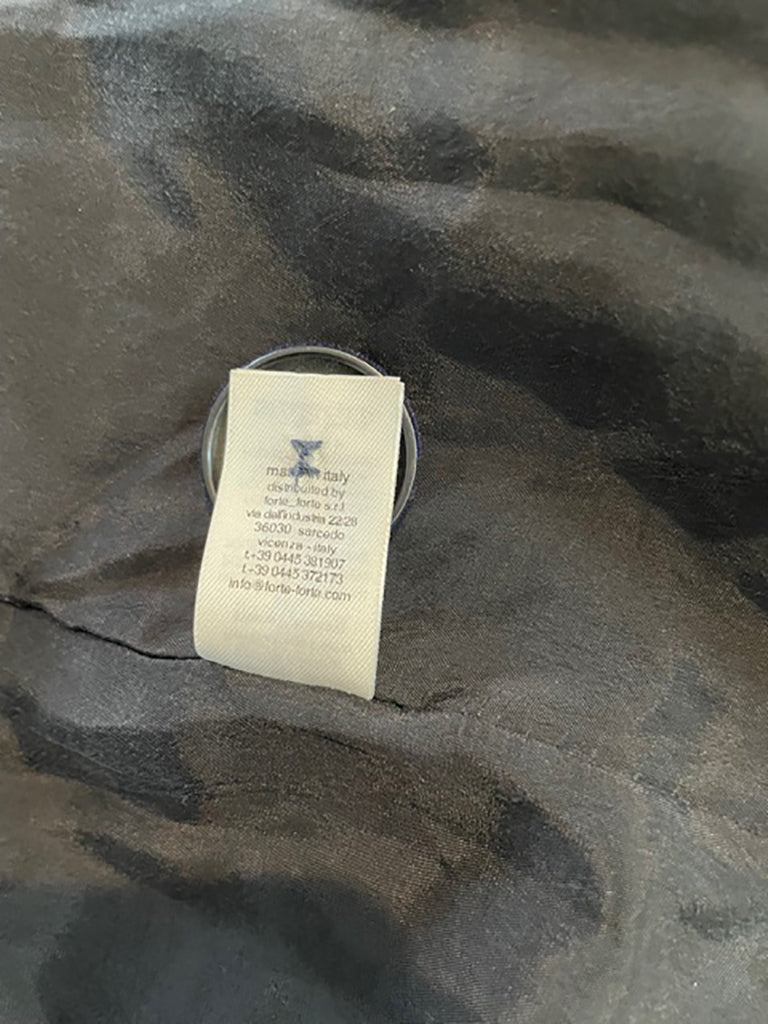 italy
distributed by
forte_forte s.r.l
via dell'industria 22-28
36030 sarcedo
vicenza - italy
t.+39 0445 381907
f.+39 0445 372173
info@forte-forte.com